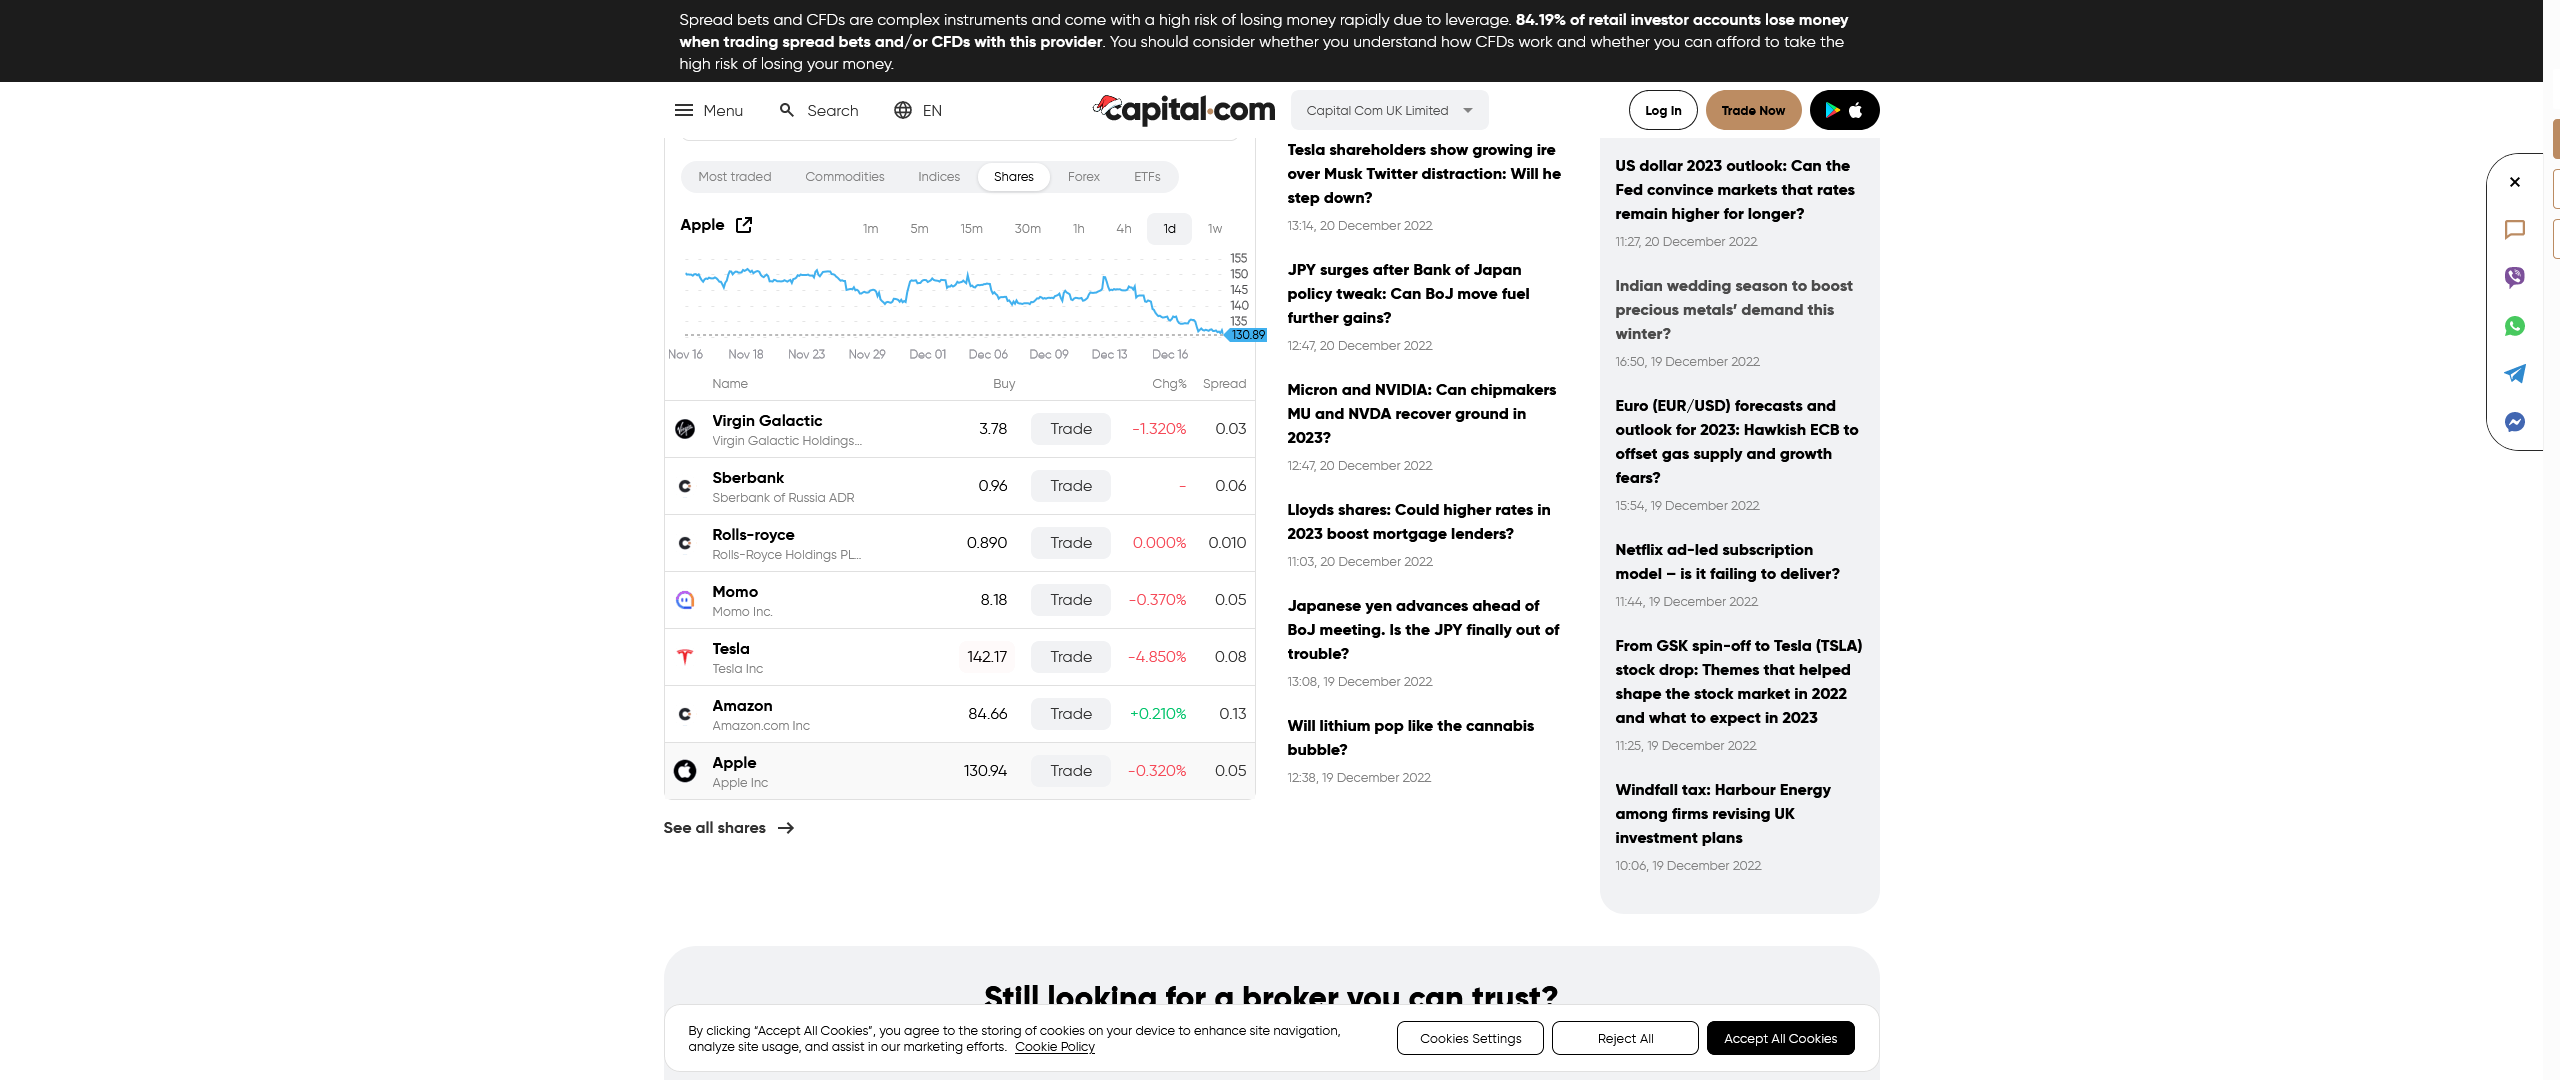 Spread bets and CFDs are complex instruments and come with a high risk of losing money rapidly due to leverage. 84.19% of retail investor accounts lose money
when trading spread bets and/or CFDs with this provider. You should consider whether you understand how CFDs work and whether you can afford to take the
high risk of losing your money.
Menu
Search
EN
capital.com
Capital Com UK Limited
Log In
Trade Now
Most traded
Commodities
Indices
Shares
Forex
ETFs
Apple
1m
5m
15m
30m
1h
4h
1d
1w
155
150
145
140
135
130.89
Nov 16
Nov 18
Nov 23
Nov 29
Dec 01
Dec 06
Dec 09
Dec 13
Dec 16
Name
Buy
Chg%
Spread
Virgin Galactic
Virgin Galactic Holdings...
3.78
Trade
-1.320%
0.03
Sberbank
Sberbank of Russia ADR
0.96
Trade
-
0.06
Rolls-royce
Rolls-Royce Holdings PL...
0.890
Trade
0.000%
0.010
Momo
Momo Inc.
8.18
Trade
-0.370%
0.05
Tesla
Tesla Inc
142.17
Trade
-4.850%
0.08
Amazon
Amazon.com Inc
84.66
Trade
+0.210%
0.13
Apple
Apple Inc
130.94
Trade
-0.320%
0.05
See all shares
Tesla shareholders show growing ire
over Musk Twitter distraction: Will he
step down?
13:14, 20 December 2022
JPY surges after Bank of Japan
policy tweak: Can BoJ move fuel
further gains?
12:47, 20 December 2022
Micron and NVIDIA: Can chipmakers
MU and NVDA recover ground in
2023?
12:47, 20 December 2022
Lloyds shares: Could higher rates in
2023 boost mortgage lenders?
11:03, 20 December 2022
Japanese yen advances ahead of
BoJ meeting. Is the JPY finally out of
trouble?
13:08, 19 December 2022
Will lithium pop like the cannabis
bubble?
12:38, 19 December 2022
US dollar 2023 outlook: Can the
Fed convince markets that rates
remain higher for longer?
11:27, 20 December 2022
Indian wedding season to boost
precious metals’ demand this
winter?
16:50, 19 December 2022
Euro (EUR/USD) forecasts and
outlook for 2023: Hawkish ECB to
offset gas supply and growth
fears?
15:54, 19 December 2022
Netflix ad-led subscription
model – is it failing to deliver?
11:44, 19 December 2022
From GSK spin-off to Tesla (TSLA)
stock drop: Themes that helped
shape the stock market in 2022
and what to expect in 2023
11:25, 19 December 2022
Windfall tax: Harbour Energy
among firms revising UK
investment plans
10:06, 19 December 2022
Still looking for a broker you can trust?
By clicking “Accept All Cookies”, you agree to the storing of cookies on your device to enhance site navigation,
analyze site usage, and assist in our marketing efforts. Cookie Policy
Cookies Settings
Reject All
Accept All Cookies